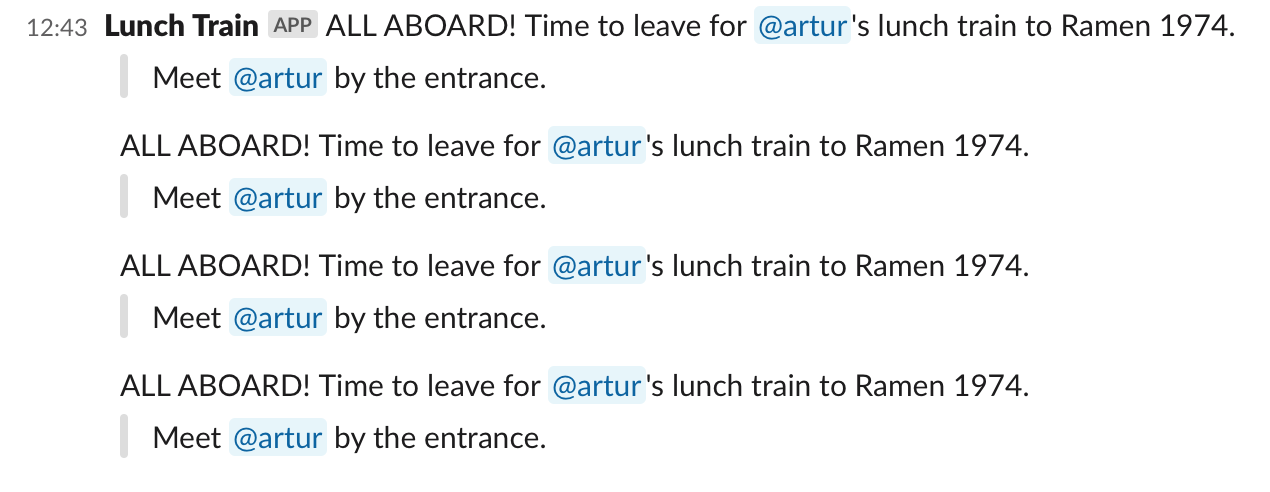 12:43 Lunch Train APP ALL ABOARD! Time to leave for @artur's lunch train to Ramen 1974.
Meet @artur by the entrance.
ALL ABOARD! Time to leave for @artur's lunch train to Ramen 1974.
Meet @artur by the entrance.
ALL ABOARD! Time to leave for @artur's lunch train to Ramen 1974.
Meet @artur by the entrance.
ALL ABOARD! Time to leave for @artur's lunch train to Ramen 1974.
Meet @artur by the entrance.